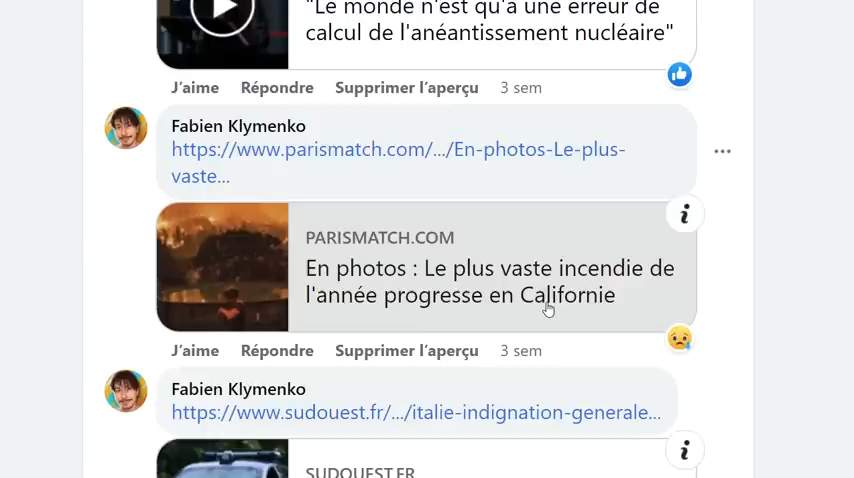 "Le monde n'est qu'à une erreur de
calcul de l'anéantissement nucléaire"
J'aime Répondre Supprimer l'aperçu 3 sem
Fabien Klymenko
https://www.parismatch.com/.../En-photos-Le-plus-
vaste...
PARISMATCH.COM
En photos : Le plus vaste incendie de
l'année progresse en Californie
J'aime Répondre Supprimer l'aperçu 3 sem
Fabien Klymenko
https://www.sudouest.fr/.../italie-indignation-generale...
SUDOUEST.FR